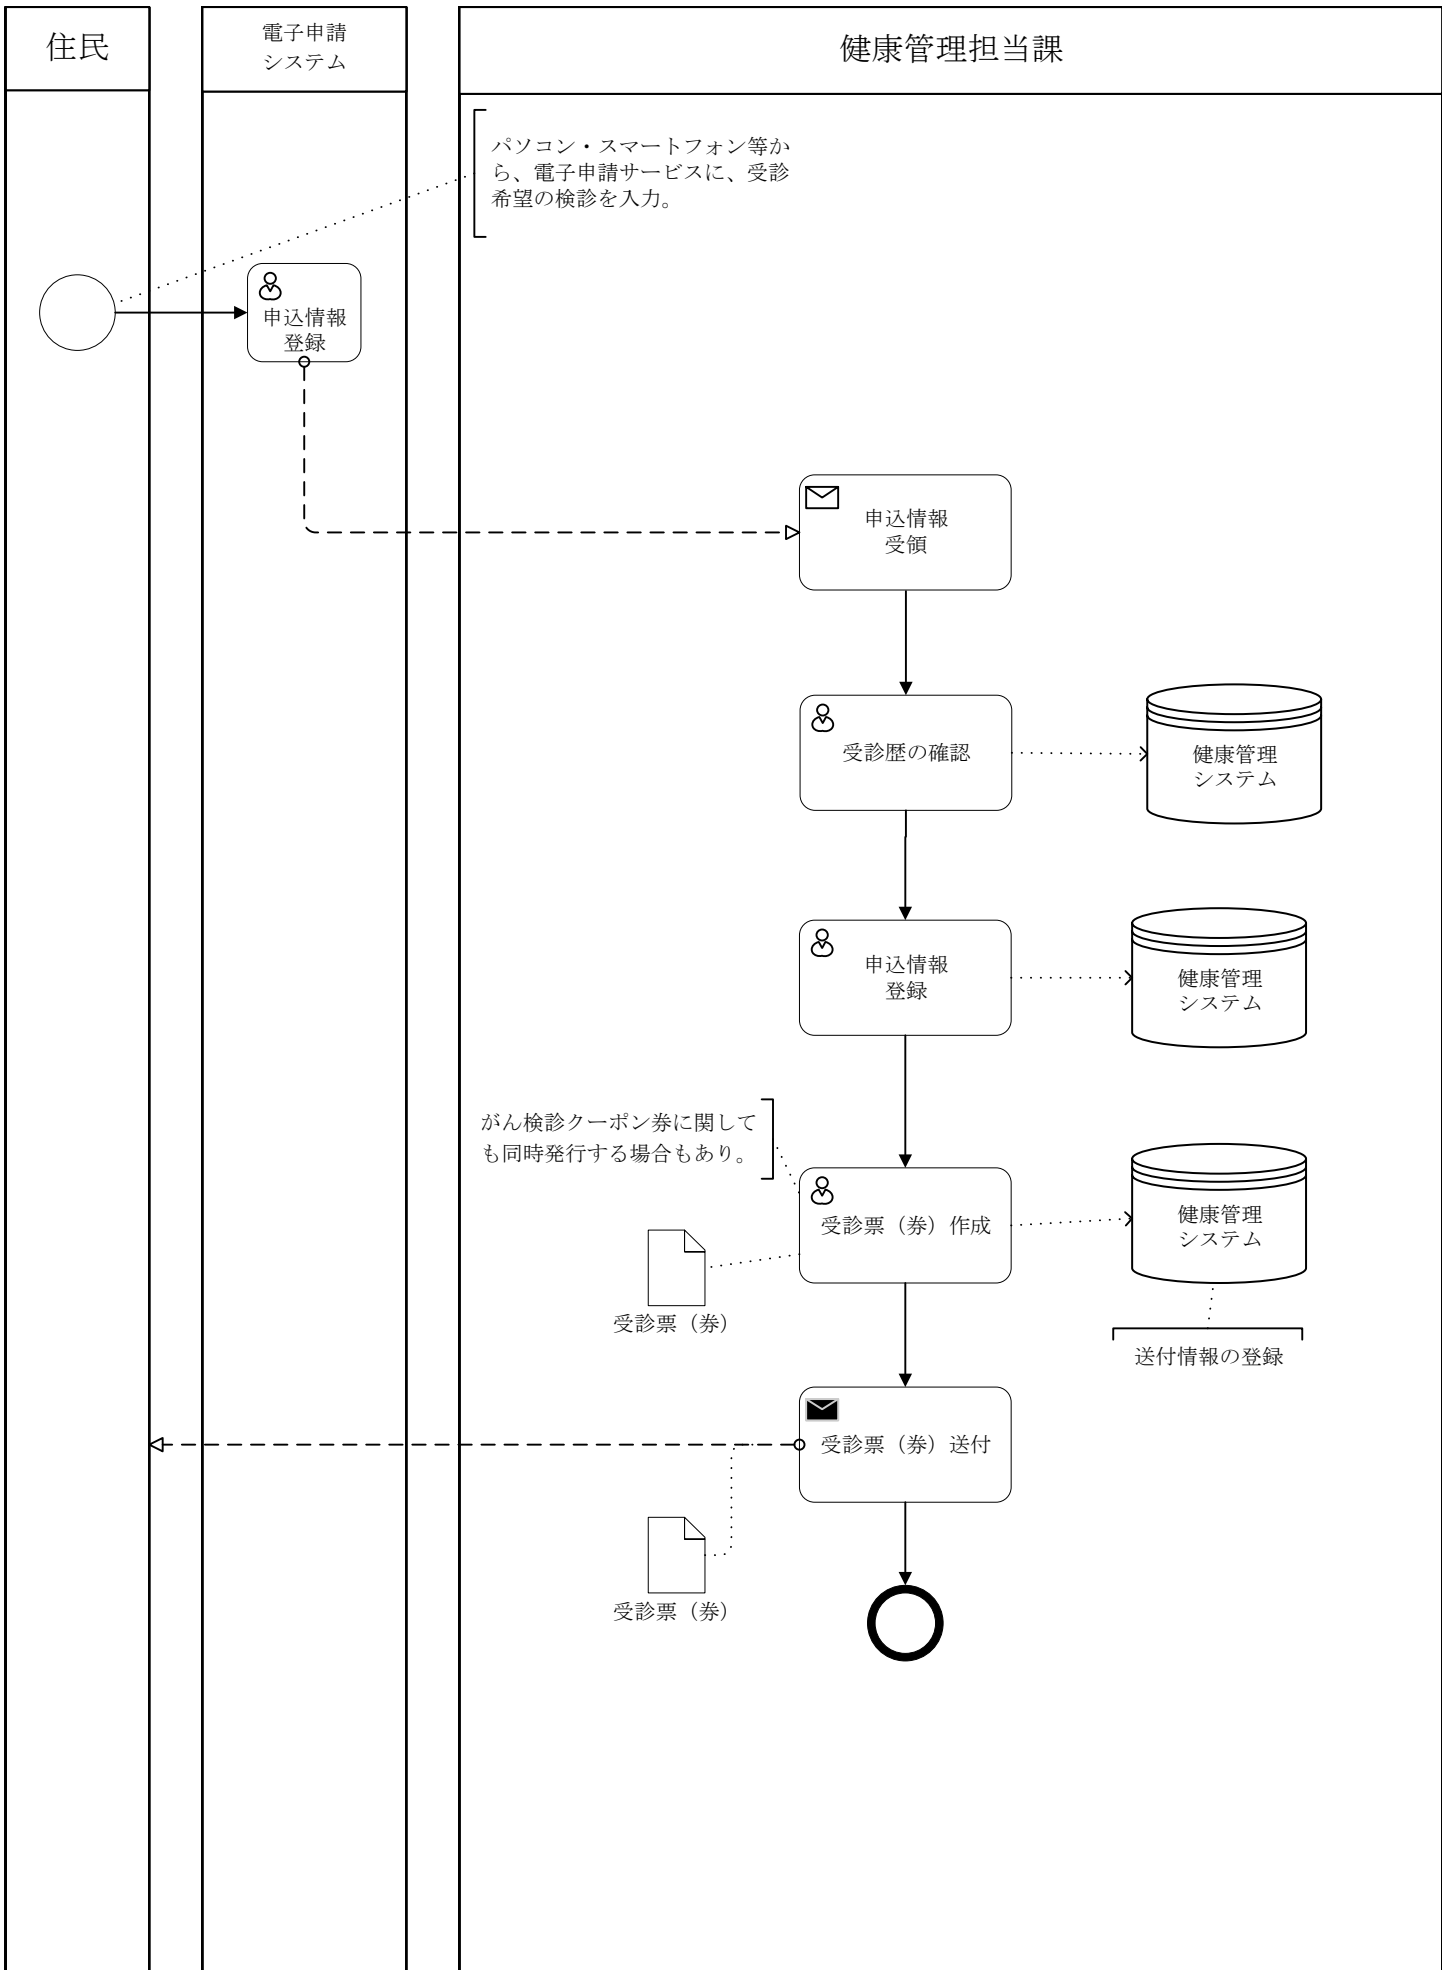 住民
電子申請
システム
健康管理担当課
パソコン・スマートフォン等か
ら、電子申請サービスに、受診
希望の検診を入力。
申込情報
登録
申込情報
受領
受診歴の確認
健康管理
システム
申込情報
登録
健康管理
システム
がん検診クーポン券に関して
も同時発行する場合もあり。
受診票（券）作成
健康管理
システム
受診票（券）
送付情報の登録
受診票（券）送付
受診票（券）